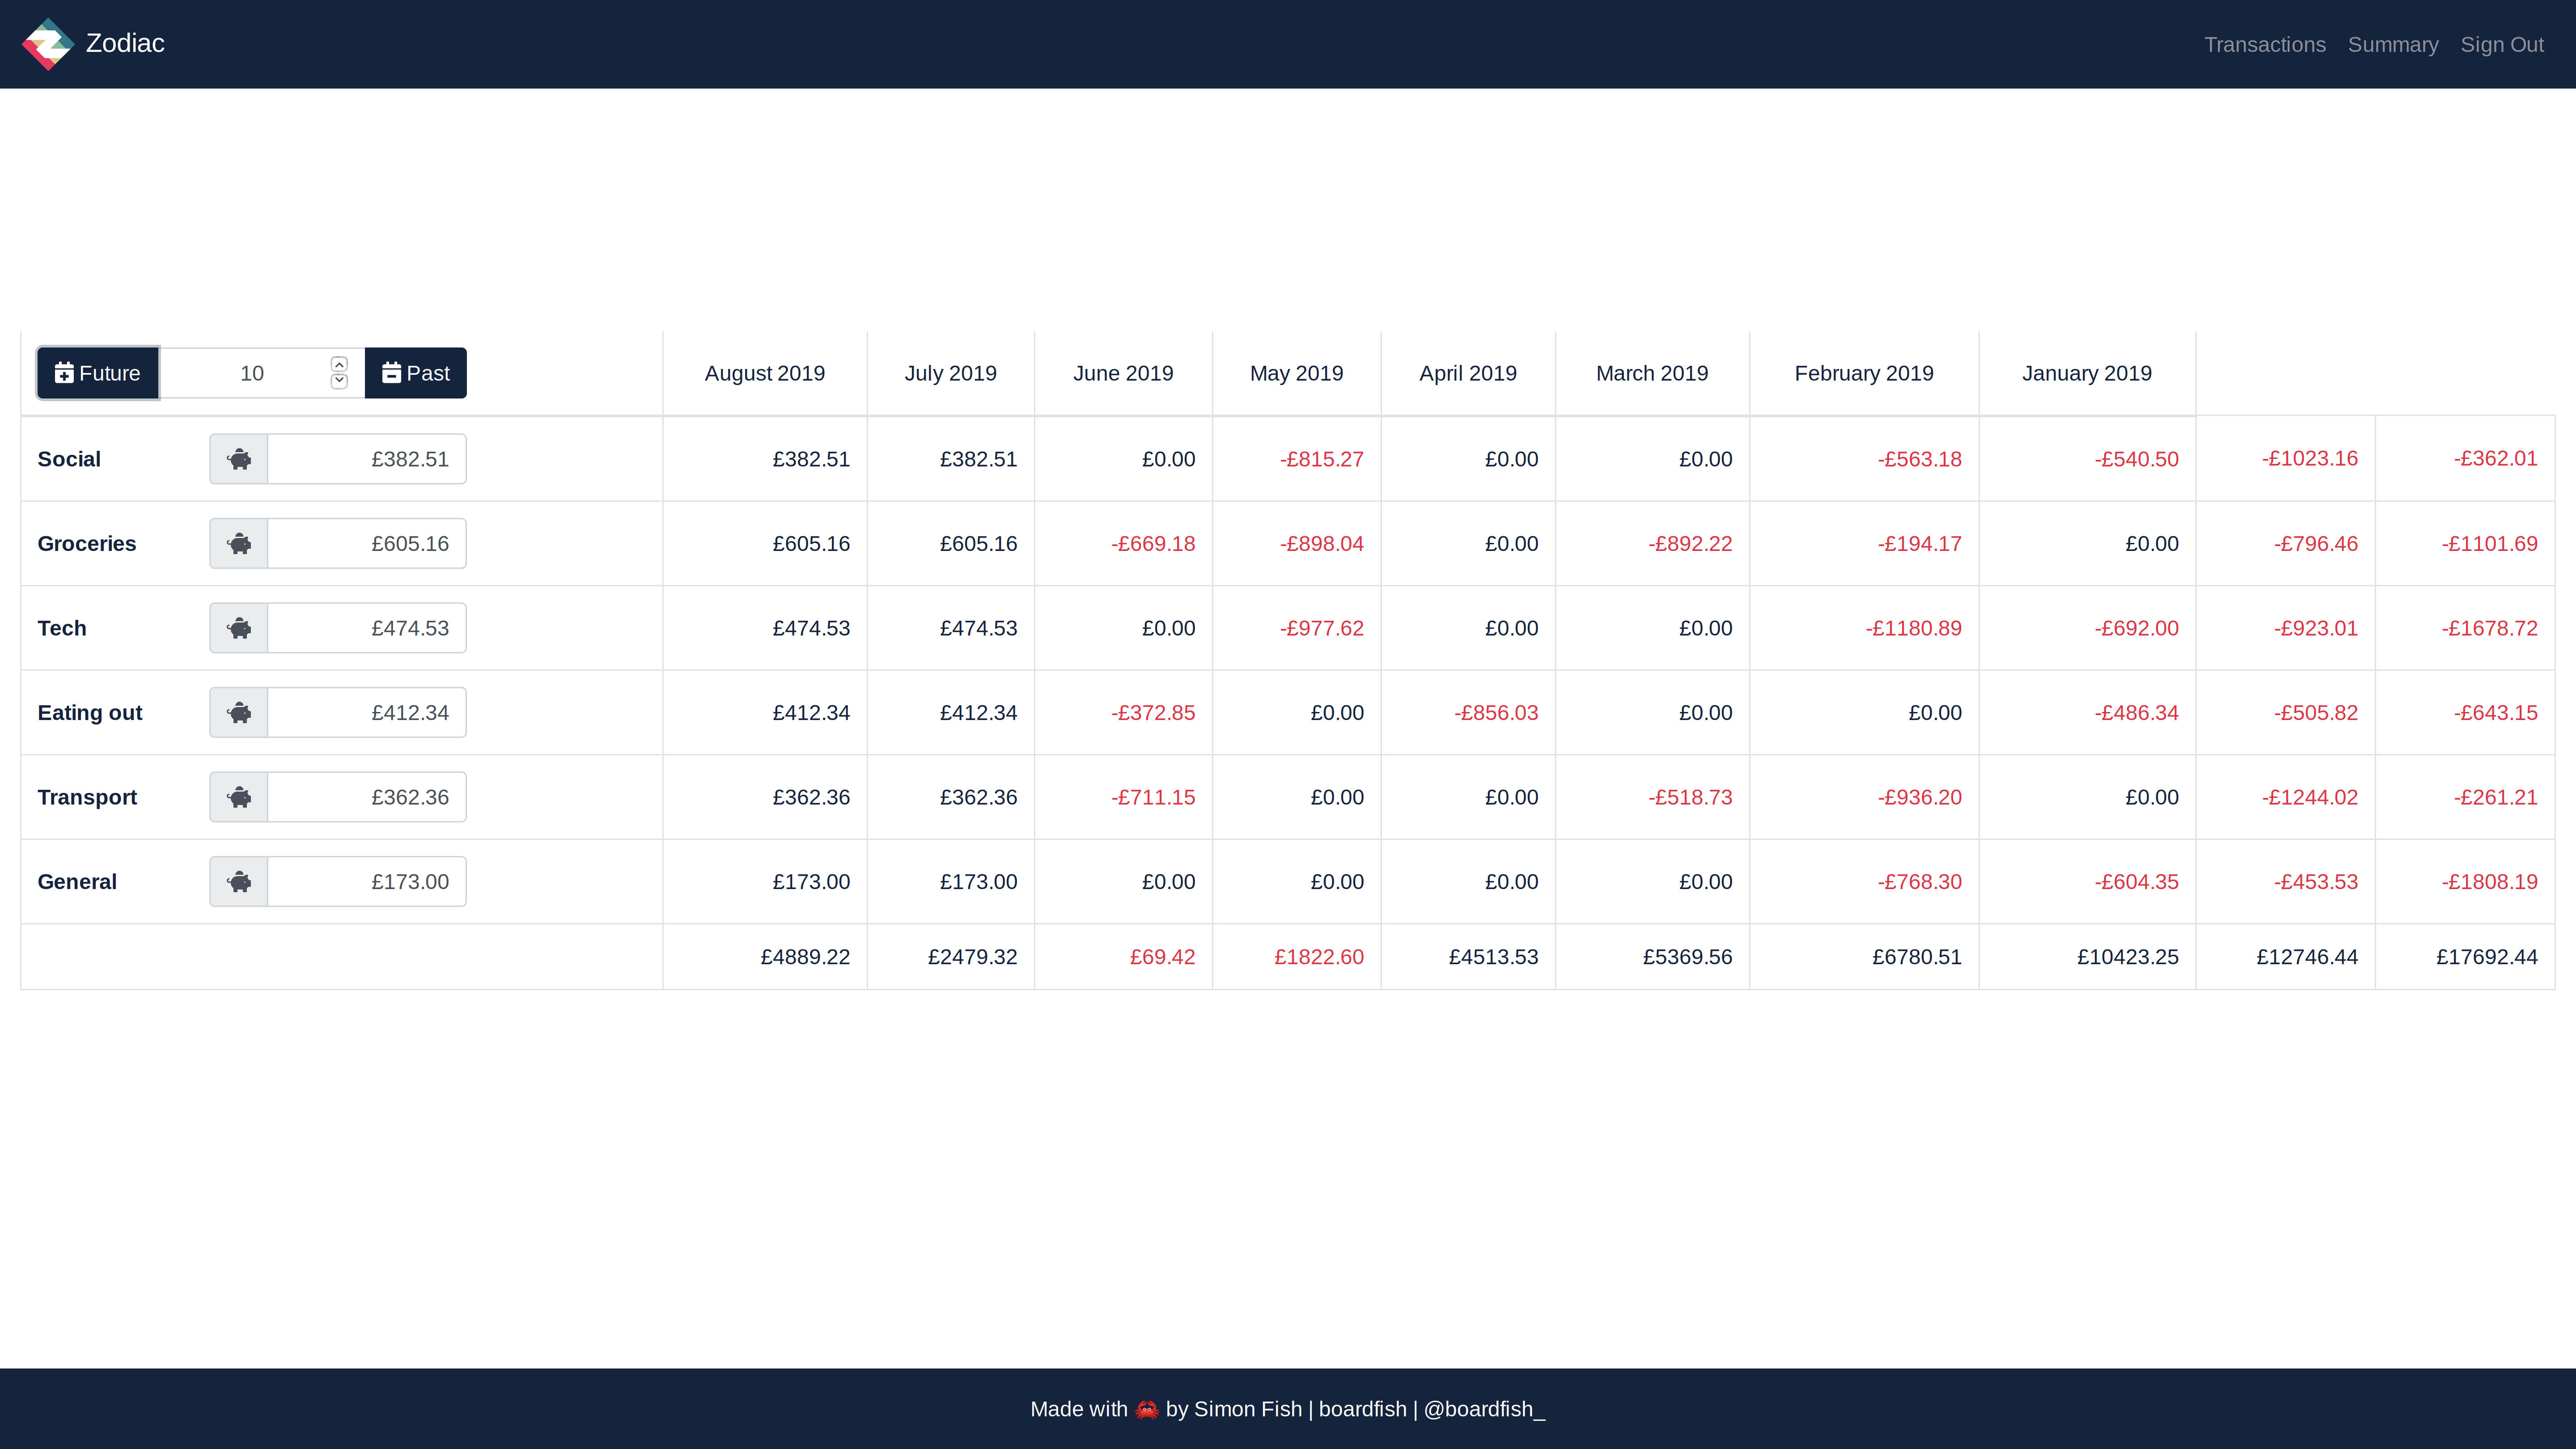 Zodiac Transactions Summary Sign Out
Future 10 Past August 2019 July 2019 June 2019 May 2019 April 2019 March 2019 February 2019 January 2019
Social £382.51 £382.51 £382.51 £0.00 -£815.27 £0.00 £0.00 -£563.18 -£540.50 -£1023.16 -£362.01
Groceries £605.16 £605.16 £605.16 -£669.18 -£898.04 £0.00 -£892.22 -£194.17 £0.00 -£796.46 -£1101.69
Tech £474.53 £474.53 £474.53 £0.00 -£977.62 £0.00 £0.00 -£1180.89 -£692.00 -£923.01 -£1678.72
Eating out £412.34 £412.34 £412.34 -£372.85 £0.00 -£856.03 £0.00 £0.00 -£486.34 -£505.82 -£643.15
Transport £362.36 £362.36 £362.36 -£711.15 £0.00 £0.00 -£518.73 -£936.20 £0.00 -£1244.02 -£261.21
General £173.00 £173.00 £173.00 £0.00 £0.00 £0.00 £0.00 -£768.30 -£604.35 -£453.53 -£1808.19
£4889.22 £2479.32 £69.42 £1822.60 £4513.53 £5369.56 £6780.51 £10423.25 £12746.44 £17692.44
Made with 🦀 by Simon Fish | boardfish | @boardfish_